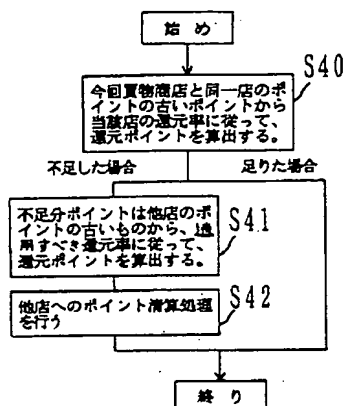 始 め
S40
今回買物商店と同一店のポ
イントの古いポイントから
当該店の還元率に従って、
還元ポイントを算出する。
不足した場合
足りた場合
不足分ポイントは他店のポ
イントの古いものから、適
用すべき還元率に従って、
還元ポイントを算出する。
S41
他店へのポイント清算処理
を行う
S42
終 り